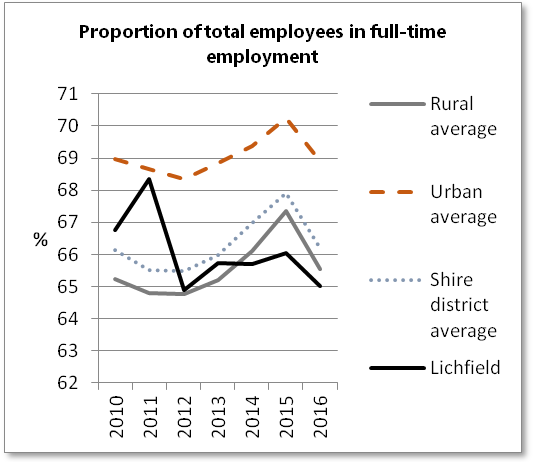 Proportion of total employees in full-time
employment
71
70
69
68
67
66
65
64
63
62
%
2010
2011
2012
2013
2014
2015
2016
Rural
average
Urban
average
Shire
district
average
Lichfield